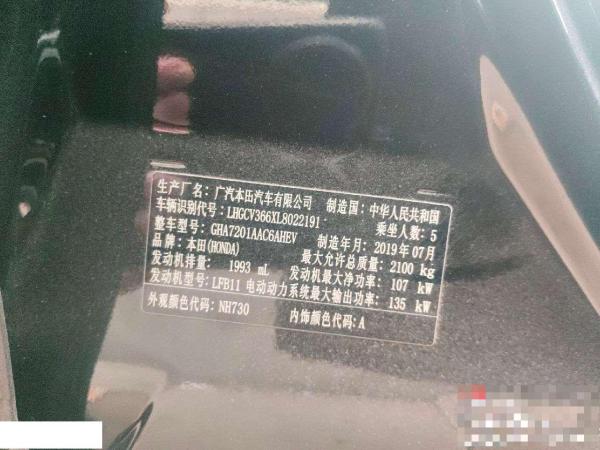 生产厂名：广汽本田汽车有限公司 制造国：中华人民共和国
车辆识别代号：LHGCV366XL8022191 乘坐人数：5
整车型号：GHA7201AAC6AHEV 制造年月：2019年07月
品牌：本田(HONDA) 最大允许总质量：2100 kg
发动机排量：1993 mL 发动机最大净功率：107 kW
发动机型号：LFB11 电动动力系统最大输出功率：135 kW
外观颜色代码：NH730 内饰颜色代码：A